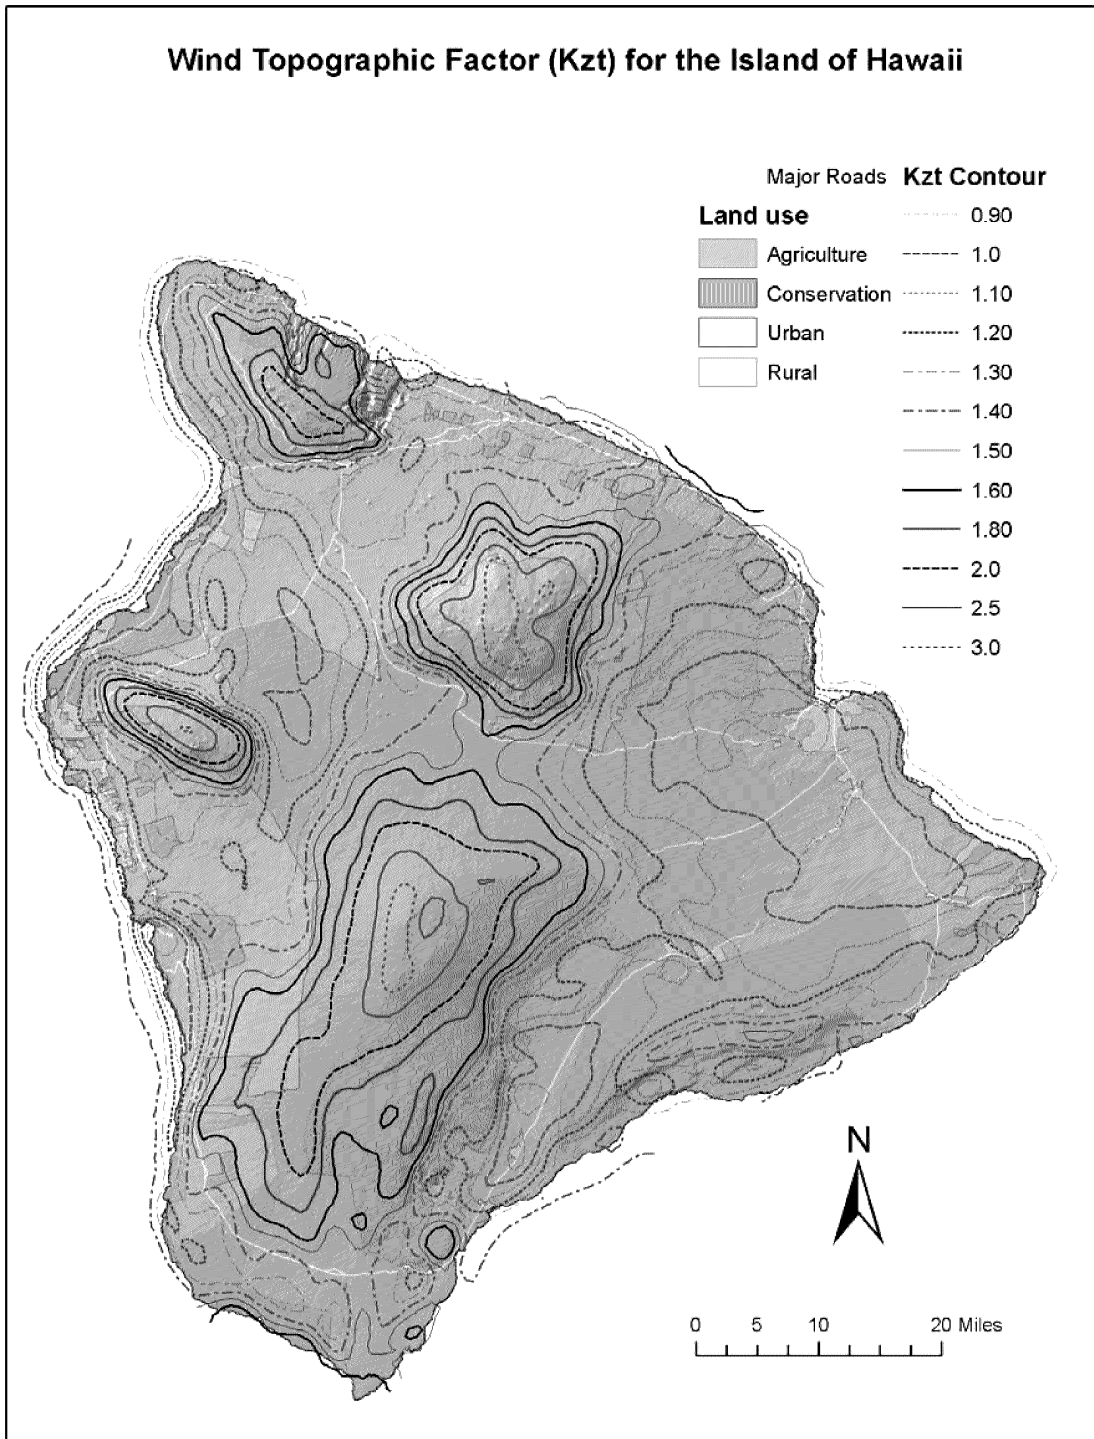 Wind Topographic Factor (Kzt) for the Island of Hawaii
Major Roads
Kzt Contour
Land use
0.90
Agriculture
1.0
Conservation
1.10
Urban
1.20
Rural
1.30
1.40
1.50
1.60
1.80
2.0
2.5
3.0
N
0 5 10 20 Miles